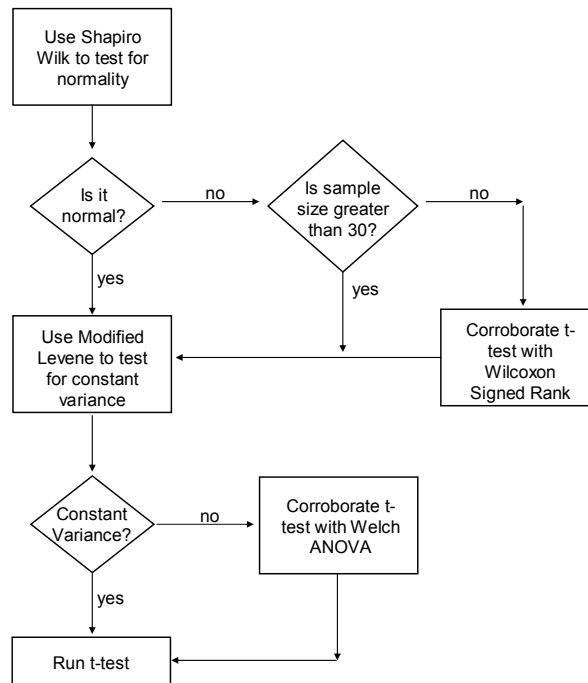 Use Shapiro
Wilk to test for
normality
Is it
normal?
no
Is sample
size greater
than 30?
no
yes
yes
Use Modified
Levene to test
for constant
variance
Corroborate t-
test with
Wilcoxon
Signed Rank
Constant
Variance?
no
Corroborate t-
test with Welch
ANOVA
yes
Run t-test